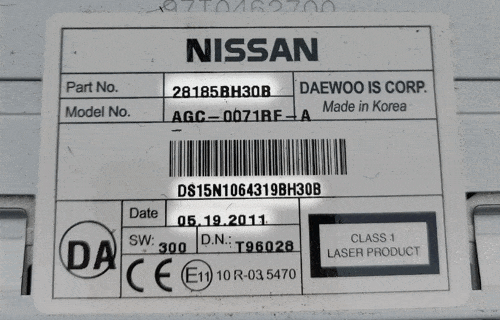 97T0462700
NISSAN
Part No. 28185BH30B DAEWOO IS CORP.
Model No. AGC-0071RF-A Made in Korea
DS15N1064319BH30B
Date 05.19.2011
DA SW: 300 D.N.: T96028 CLASS 1
LASER PRODUCT
CE E11 10 R-03.5470